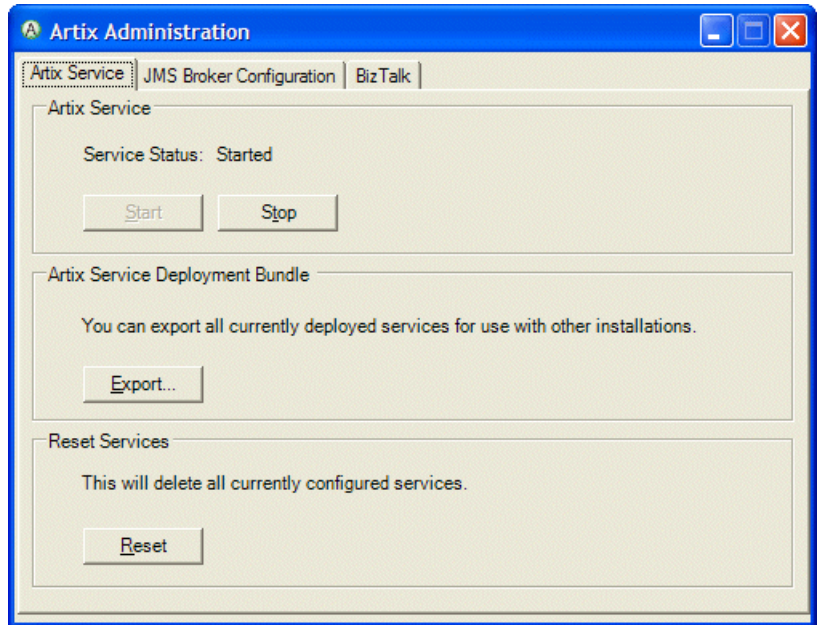 Artix Administration
Artix Service JMS Broker Configuration BizTalk
Artix Service
Service Status: Started
Start Stop
Artix Service Deployment Bundle
You can export all currently deployed services for use with other installations.
Export...
Reset Services
This will delete all currently configured services.
Reset